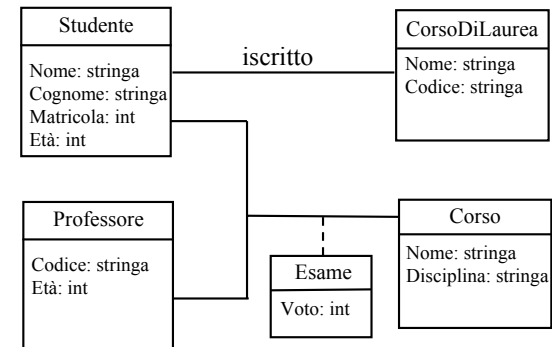 Studente
Nome: stringa
Cognome: stringa
Matricola: int
Età: int
iscritto
CorsoDiLaurea
Nome: stringa
Codice: stringa
Professore
Codice: stringa
Età: int
Esame
Voto: int
Corso
Nome: stringa
Disciplina: stringa